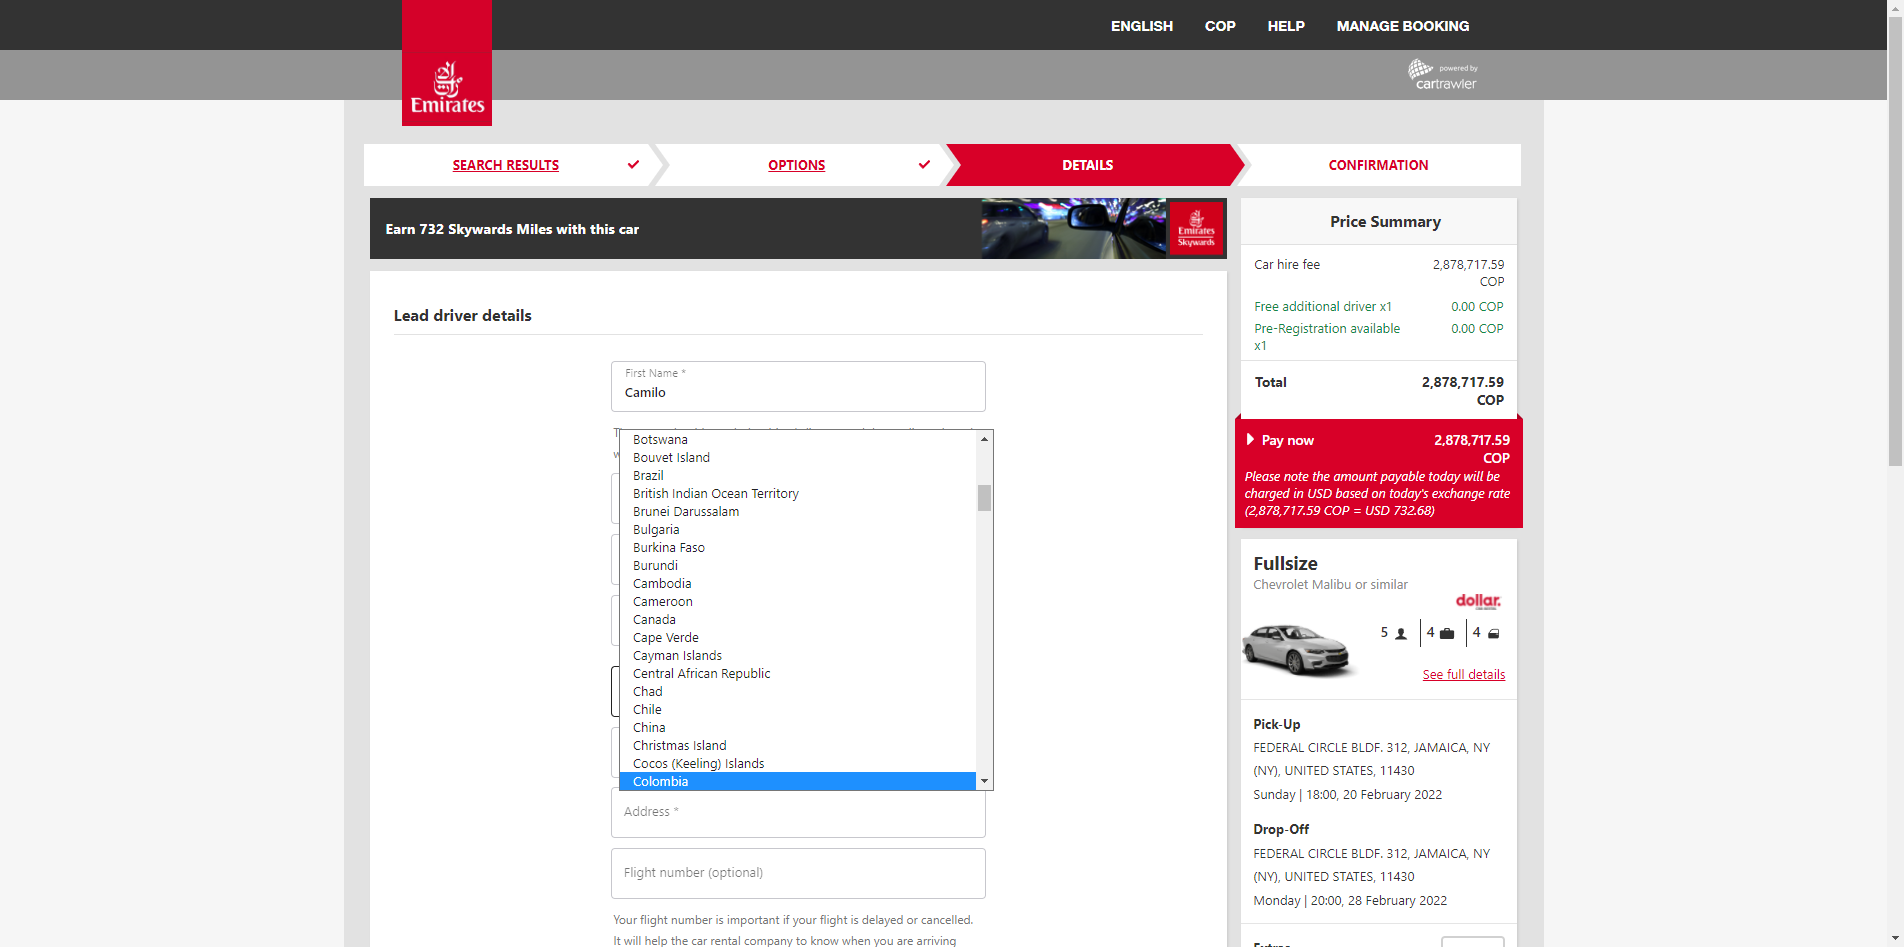 ENGLISH COP HELP MANAGE BOOKING
powered by
cartrawler
Emirates
SEARCH RESULTS OPTIONS DETAILS CONFIRMATION
Earn 732 Skywards Miles with this car
Emirates
Skywards
Lead driver details
First Name *
Camilo
Botswana
Bouvet Island
Brazil
British Indian Ocean Territory
Brunei Darussalam
Bulgaria
Burkina Faso
Burundi
Cambodia
Cameroon
Canada
Cape Verde
Cayman Islands
Central African Republic
Chad
Chile
China
Christmas Island
Cocos (Keeling) Islands
Colombia
Address *
Flight number (optional)
Your flight number is important if your flight is delayed or cancelled.
It will help the car rental company to know when you are arriving
Price Summary
Car hire fee 2,878,717.59
COP
Free additional driver x1 0.00 COP
Pre-Registration available 0.00 COP
x1
Total 2,878,717.59
COP
Pay now 2,878,717.59
COP
Please note the amount payable today will be
charged in USD based on today's exchange rate
(2,878,717.59 COP = USD 732.68)
Fullsize
Chevrolet Malibu or similar
dollar.
5 4 4
See full details
Pick-Up
FEDERAL CIRCLE BLDF. 312, JAMAICA, NY
(NY), UNITED STATES, 11430
Sunday | 18:00, 20 February 2022
Drop-Off
FEDERAL CIRCLE BLDF. 312, JAMAICA, NY
(NY), UNITED STATES, 11430
Monday | 20:00, 28 February 2022